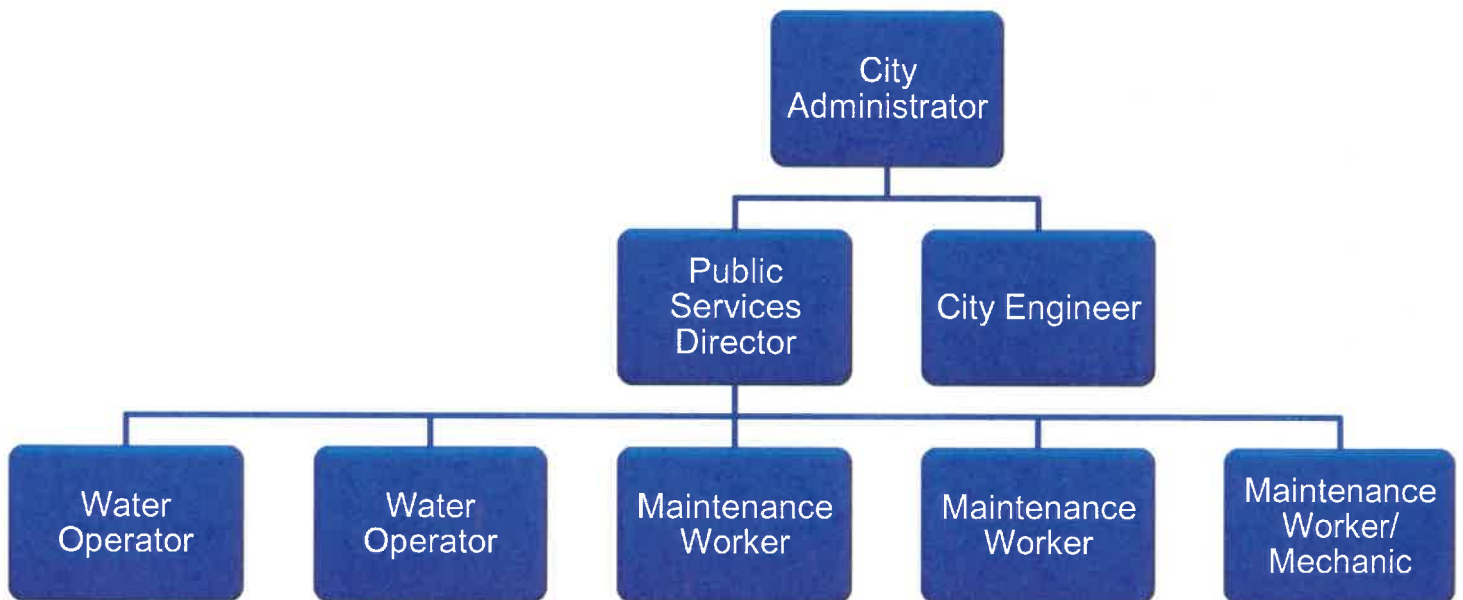 City
Administrator
Public
Services
Director
City Engineer
Water
Operator
Water
Operator
Maintenance
Worker
Maintenance
Worker
Maintenance
Worker/
Mechanic